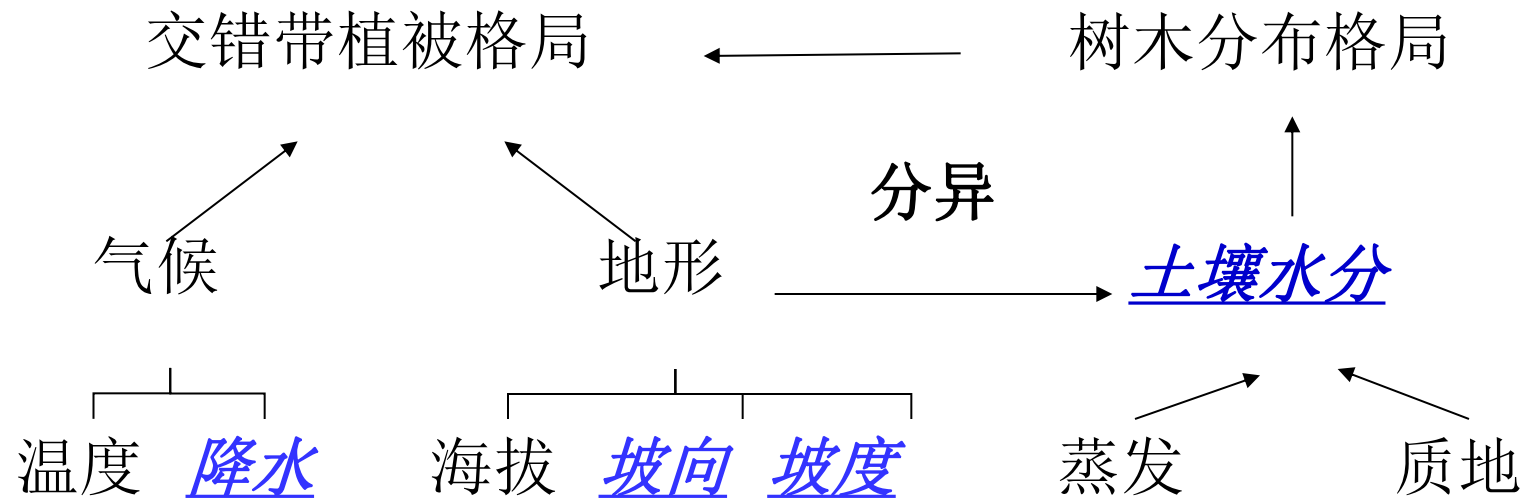 交错带植被格局 树木分布格局
分异
气候 地形 土壤水分
温度 降水 海拔 坡向 坡度 蒸发 质地